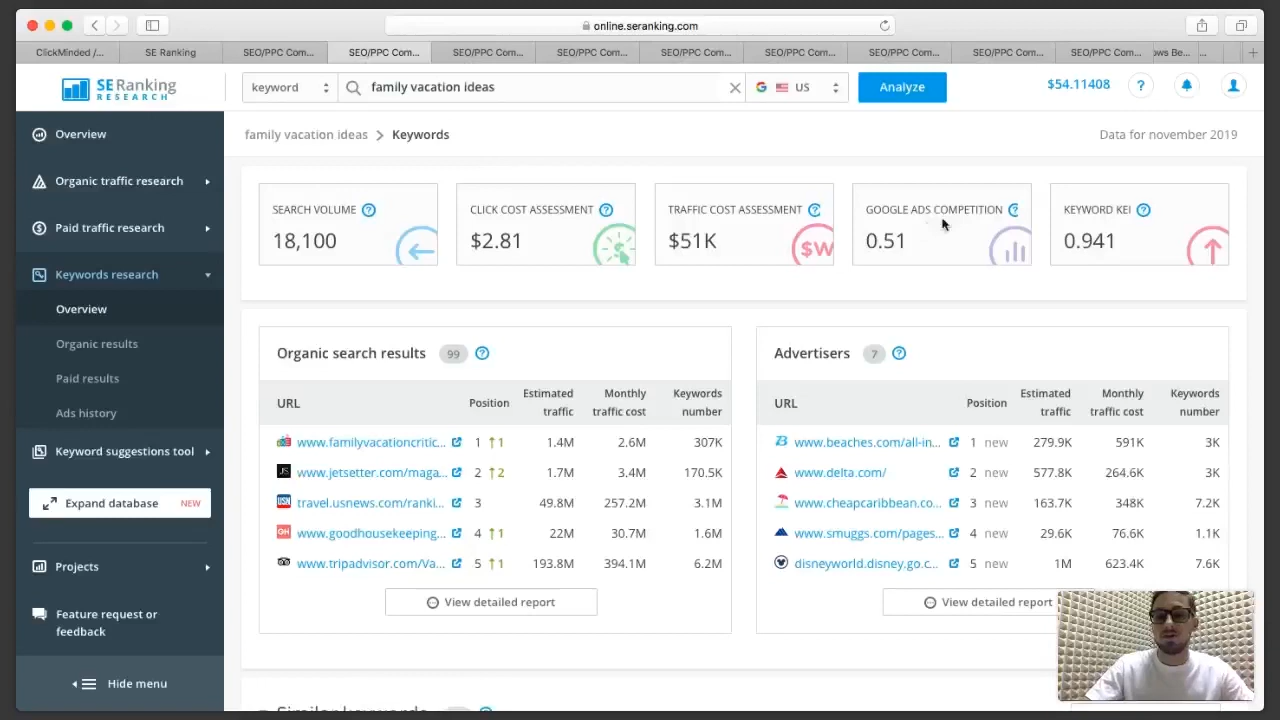 online.seranking.com
ClickMinded /...
SE Ranking
SEO/PPC Com...
SEO/PPC Com...
SEO/PPC Com...
SEO/PPC Com...
SEO/PPC Com...
SEO/PPC Com...
SEO/PPC Com...
SEO/PPC Com...
SEO/PPC Com...
ows Be...
SE Ranking
RESEARCH
keyword
family vacation ideas
US
Analyze
$54.11408
?
Overview
Organic traffic research
Paid traffic research
Keywords research
Overview
Organic results
Paid results
Ads history
Keyword suggestions tool
Expand database NEW
Projects
Feature request or
feedback
Hide menu
family vacation ideas > Keywords
Data for november 2019
SEARCH VOLUME ?
18,100
CLICK COST ASSESSMENT ?
$2.81
TRAFFIC COST ASSESSMENT ?
$51K
GOOGLE ADS COMPETITION ?
0.51
KEYWORD KEI ?
0.941
Organic search results 99 ?
URL Position Estimated traffic Monthly traffic cost Keywords number
www.familyvacationcritic... 1 ↑1 1.4M 2.6M 307K
www.jetsetter.com/maga... 2 ↑2 1.7M 3.4M 170.5K
travel.usnews.com/ranki... 3 49.8M 257.2M 3.1M
www.goodhousekeeping... 4 ↑1 22M 30.7M 1.6M
www.tripadvisor.com/Va... 5 ↑1 193.8M 394.1M 6.2M
View detailed report
Advertisers 7 ?
URL Position Estimated traffic Monthly traffic cost Keywords number
www.beaches.com/all-in... 1 new 279.9K 591K 3K
www.delta.com/ 2 new 577.8K 264.6K 3K
www.cheapcaribbean.co... 3 new 163.7K 348K 7.2K
www.smuggs.com/pages... 4 new 29.6K 76.6K 1.1K
disneyworld.disney.go.c... 5 new 1M 623.4K 7.6K
View detailed report